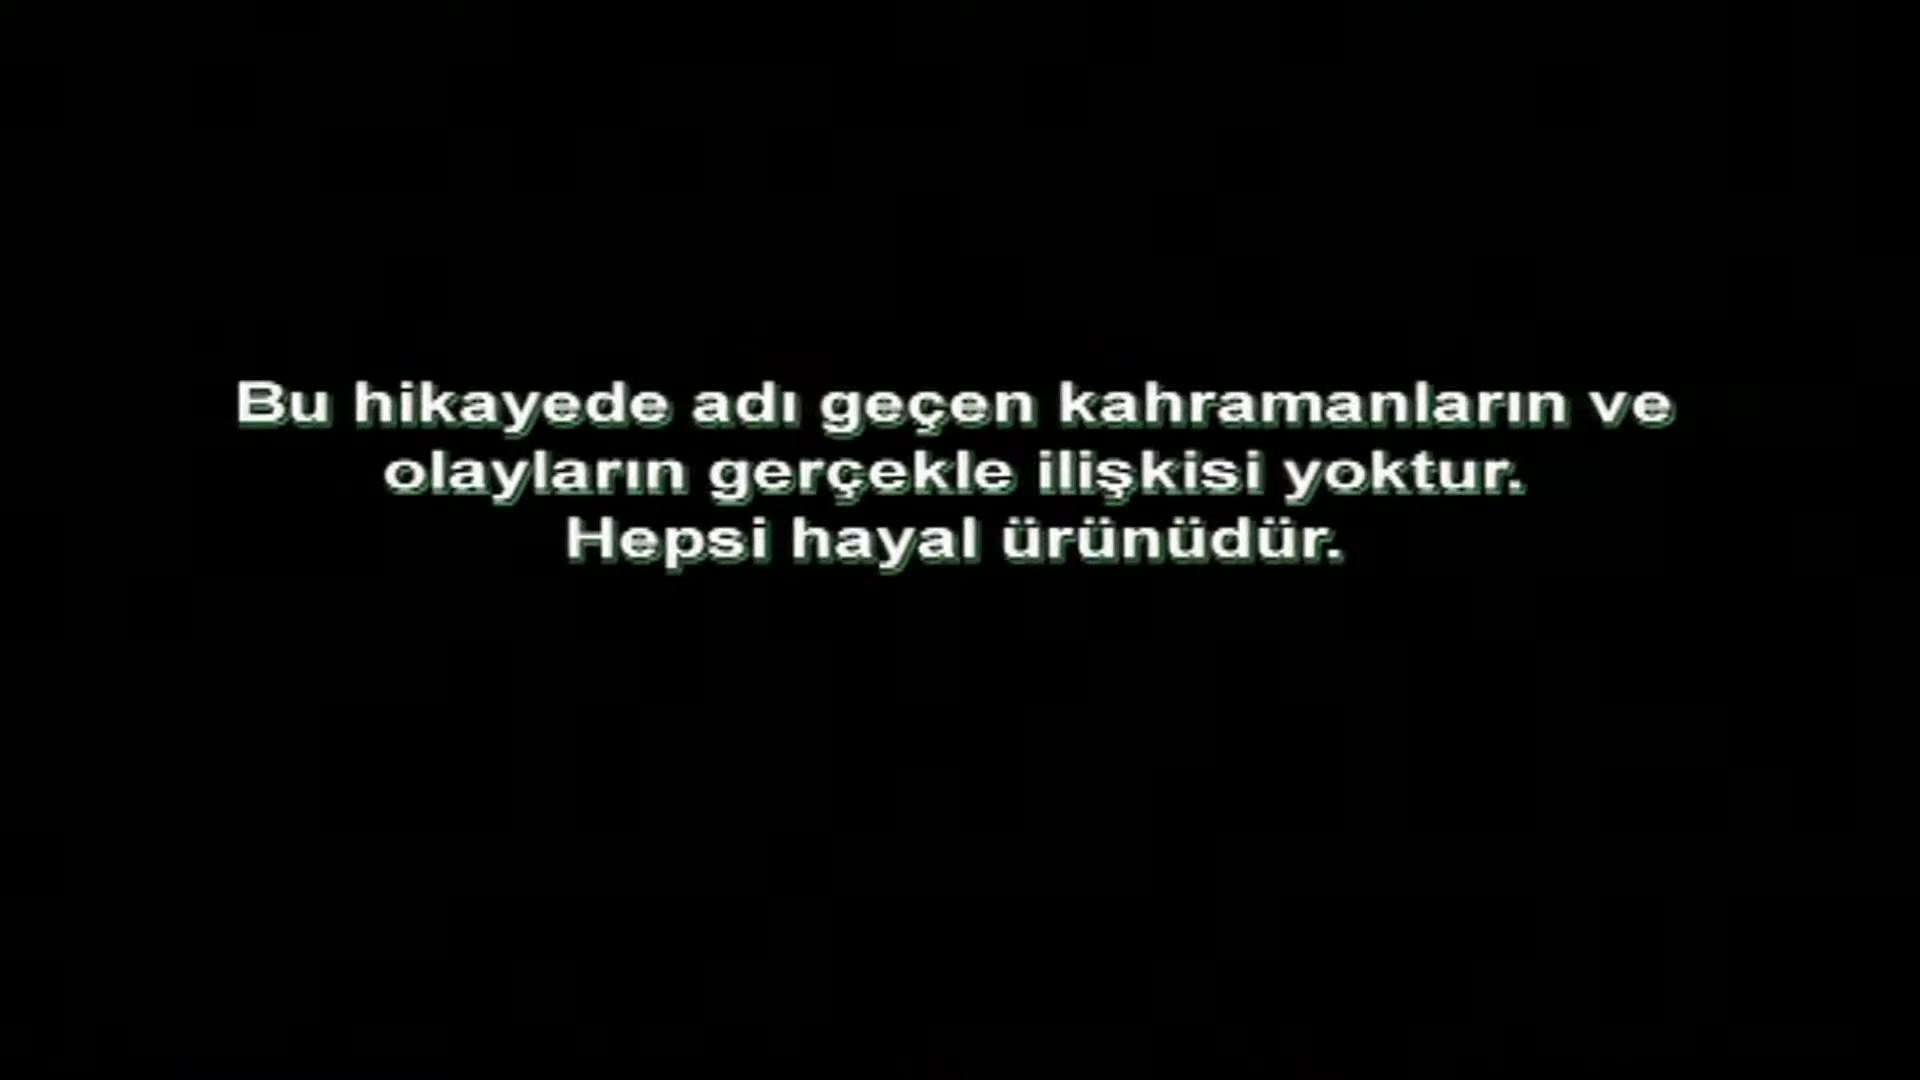 Bu hikayede adı geçen kahramanların ve
olayların gerçekle ilişkisi yoktur.
Hepsi hayal ürünüdür.